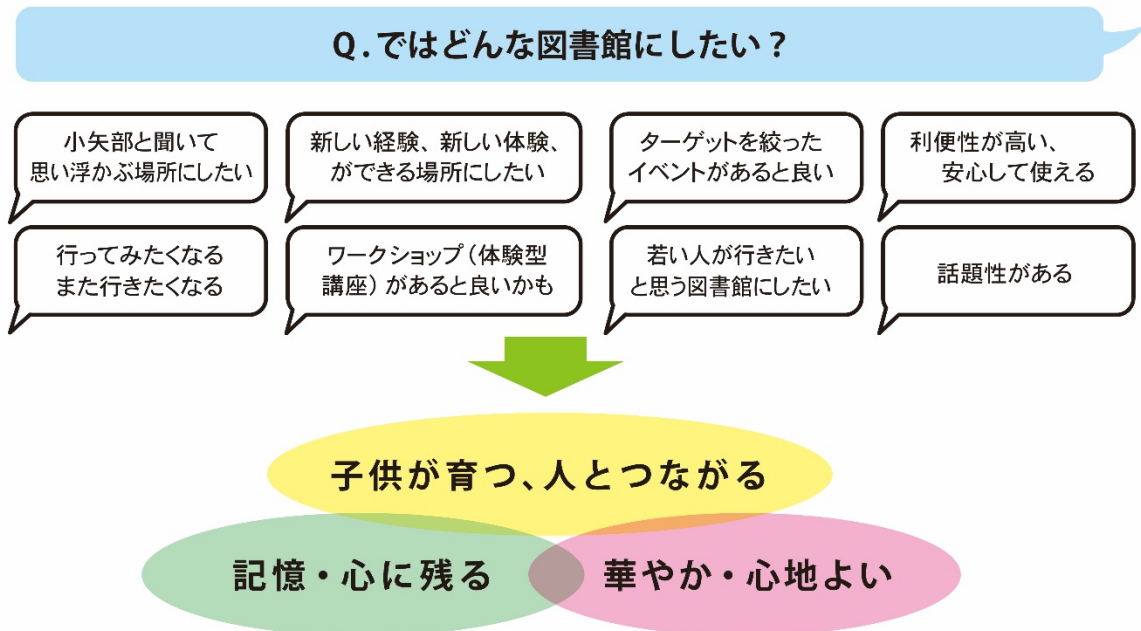 Q.ではどんな図書館にしたい？
小矢部と聞いて
思い浮かぶ場所にしたい
新しい経験、新しい体験、
ができる場所にしたい
ターゲットを絞った
イベントがあると良い
利便性が高い、
安心して使える
行ってみたくなる
また行きたくなる
ワークショップ（体験型
講座）があると良いかも
若い人が行きたい
と思う図書館にしたい
話題性がある
子供が育つ、人とつながる
記憶・心に残る
華やか・心地よい